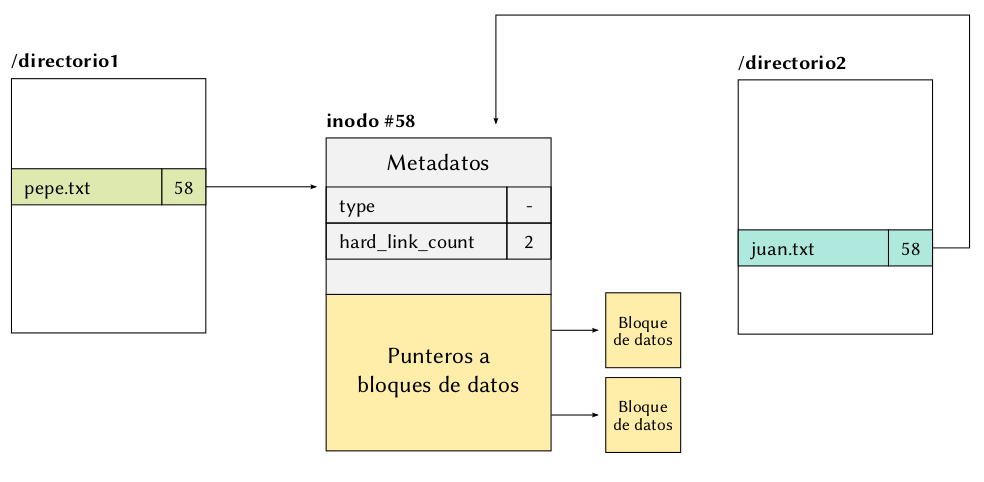 /directorio1
pepe.txt 58
inodo #58
Metadatos
type -
hard_link_count 2
Punteros a
bloques de datos
Bloque
de datos
Bloque
de datos
/directorio2
juan.txt 58